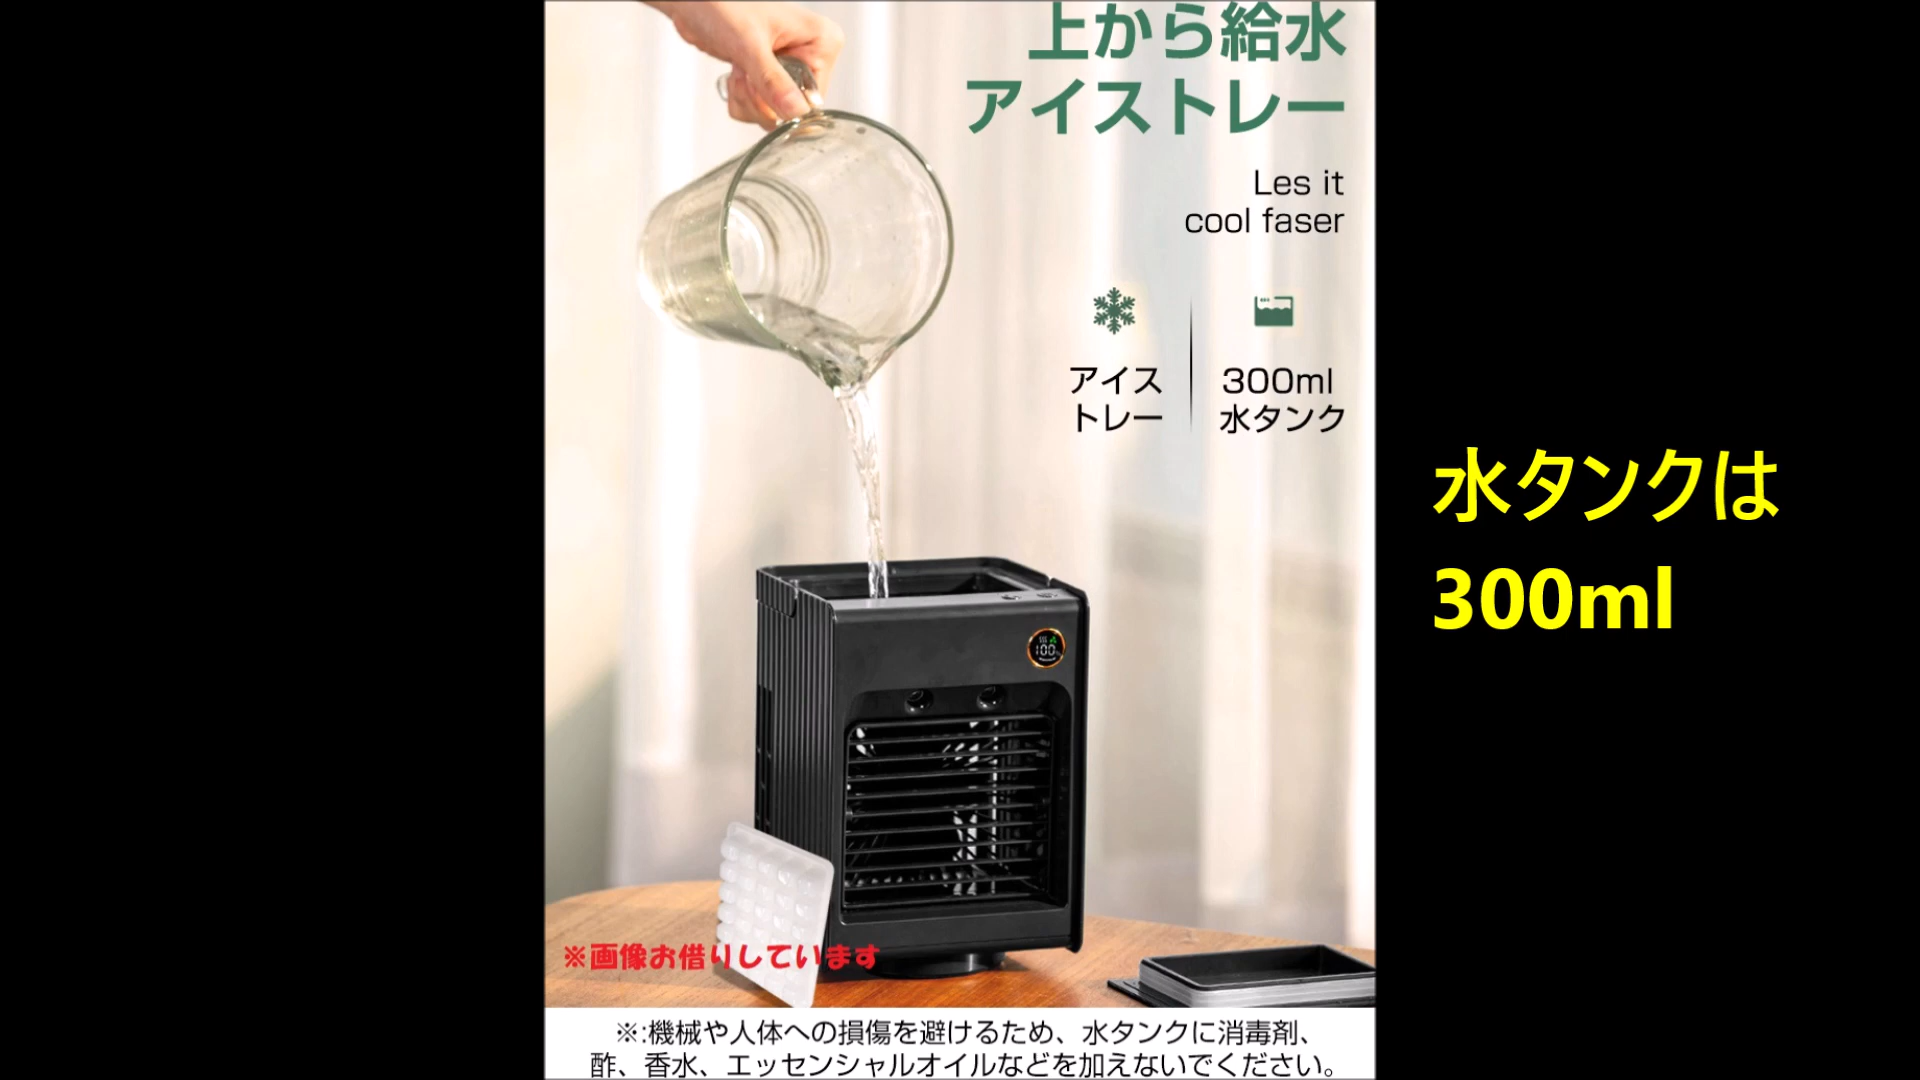 上から給水
アイストレー
Les it
cool faser
アイス
トレー
300ml
水タンク
水タンクは
300ml
100%
※画像お借りしています
※:機械や人体への損傷を避けるため、水タンクに消毒剤、
酢、香水、エッセンシャルオイルなどを加えないでください。